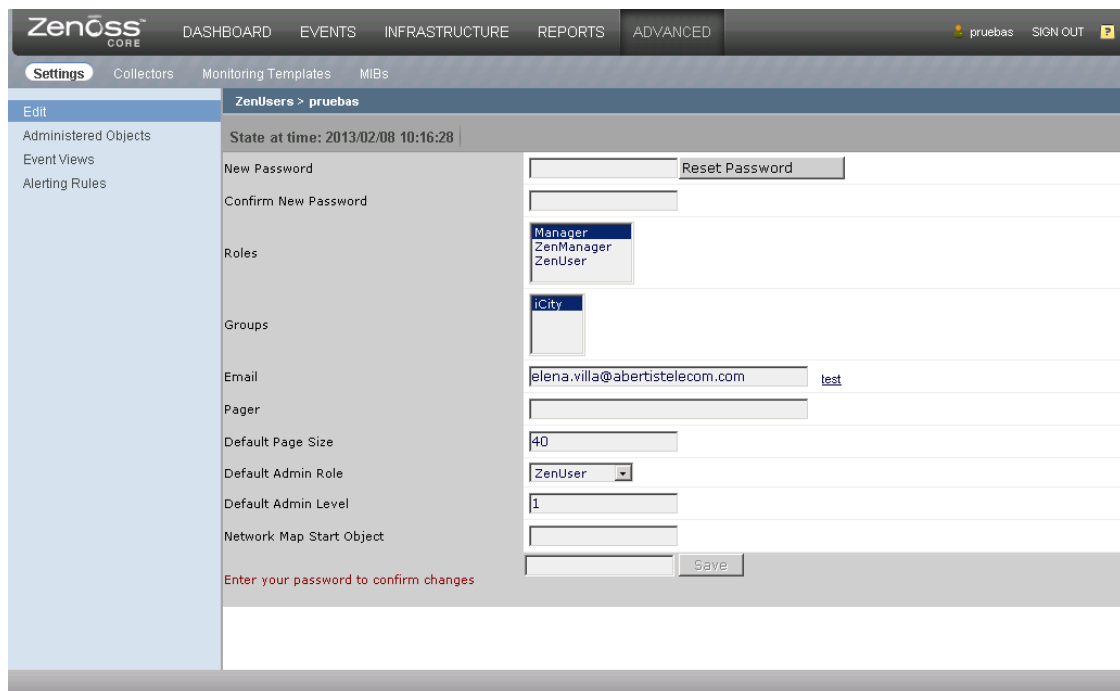 Zenoss™ CORE DASHBOARD EVENTS INFRASTRUCTURE REPORTS ADVANCED pruebas SIGN OUT ?
Settings Collectors Monitoring Templates MIBs
Edit
Administered Objects
Event Views
Alerting Rules
ZenUsers > pruebas
State at time: 2013/02/08 10:16:28
New Password Reset Password
Confirm New Password
Roles
Manager
ZenManager
ZenUser
Groups
iCity
Email elena.villa@abertistelecom.com test
Pager
Default Page Size 40
Default Admin Role ZenUser
Default Admin Level 1
Network Map Start Object
Enter your password to confirm changes Save